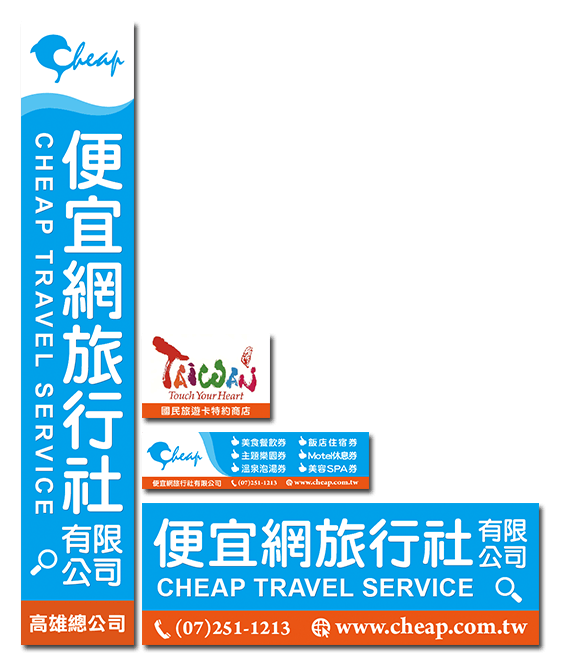 Cheap
便宜網旅行社
有限
公司
CHEAP TRAVEL SERVICE
高雄總公司
TAIWAN
Touch Your Heart
國民旅遊卡特約商店
Cheap
美食餐飲券 飯店住宿券
主題樂園券 Motel休息券
溫泉泡湯券 美容SPA券
便宜網旅行社有限公司 (07)251-1213 www.cheap.com.tw
便宜網旅行社 有限
公司
CHEAP TRAVEL SERVICE
(07)251-1213 www.cheap.com.tw